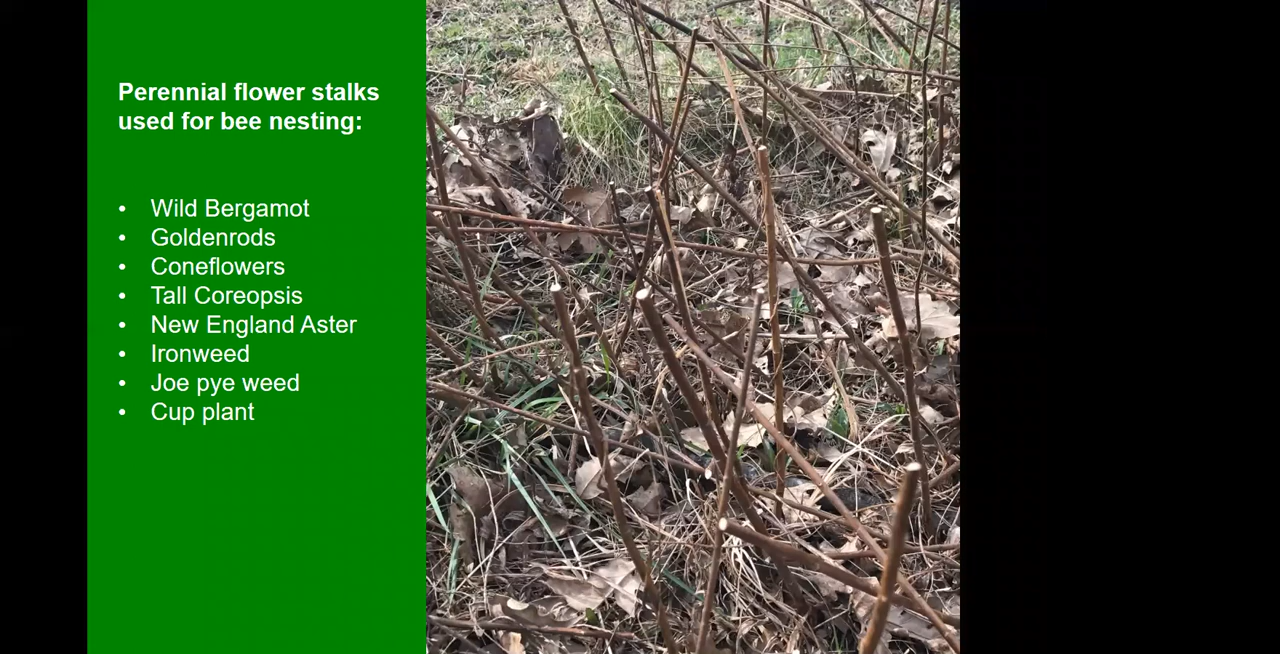 Perennial flower stalks
used for bee nesting:
• Wild Bergamot
• Goldenrods
• Coneflowers
• Tall Coreopsis
• New England Aster
• Ironweed
• Joe pye weed
• Cup plant